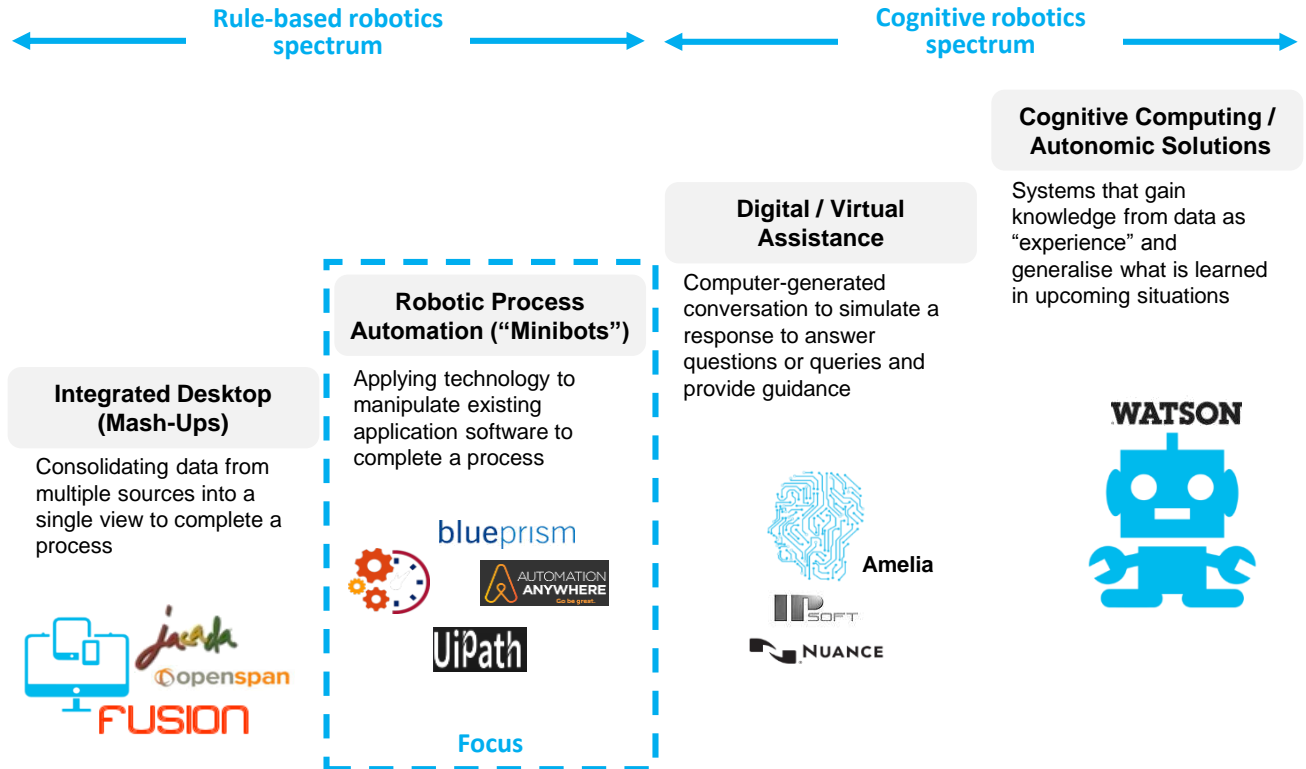 Rule-based robotics
spectrum
Cognitive robotics
spectrum
Integrated Desktop
(Mash-Ups)
Consolidating data from
multiple sources into a
single view to complete a
process
jacada
openspan
FUSION
Robotic Process
Automation (“Minibots”)
Applying technology to
manipulate existing
application software to
complete a process
blueprism
AUTOMATION
ANYWHERE
Go be great.
UiPath
Focus
Digital / Virtual
Assistance
Computer-generated
conversation to simulate a
response to answer
questions or queries and
provide guidance
Amelia
IPSOFT
NUANCE
Cognitive Computing /
Autonomic Solutions
Systems that gain
knowledge from data as
“experience” and
generalise what is learned
in upcoming situations
WATSON